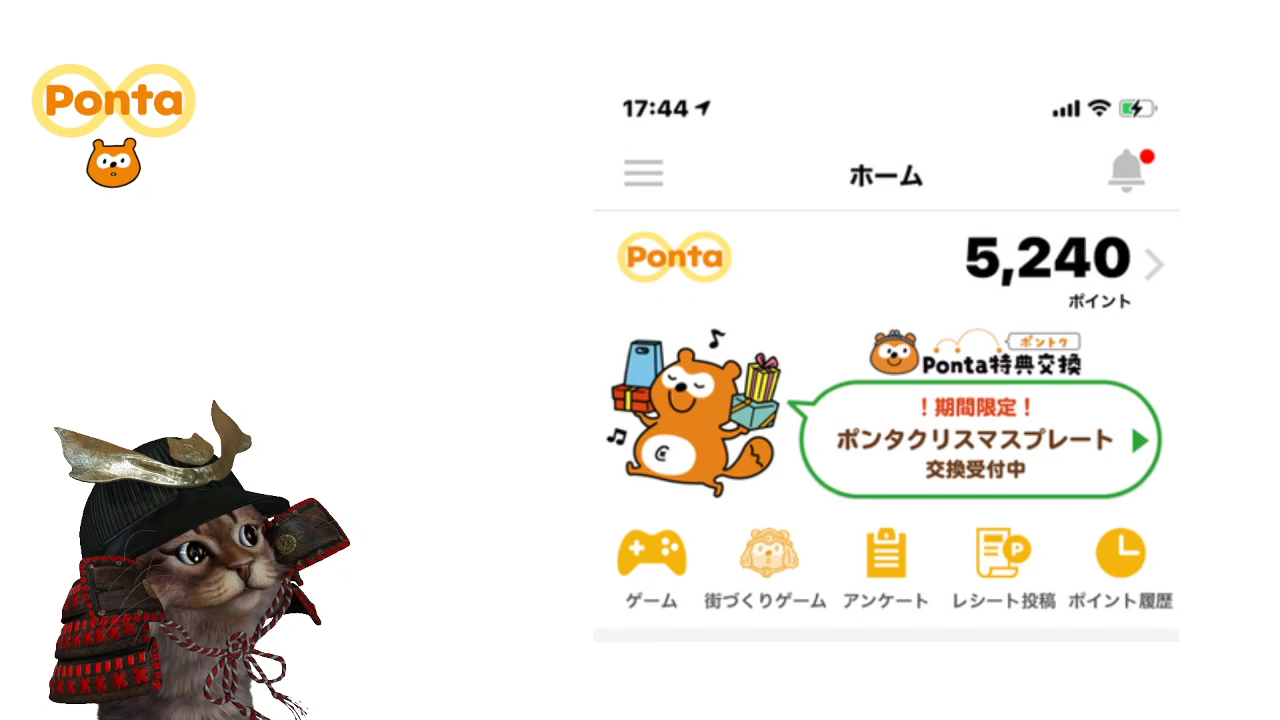 Ponta
17:44
ホーム
Ponta
5,240
ポイント
ポントク
Ponta特典交換
！期間限定！
ポンタクリスマスプレート
交換受付中
ゲーム
街づくりゲーム
アンケート
レシート投稿
ポイント履歴